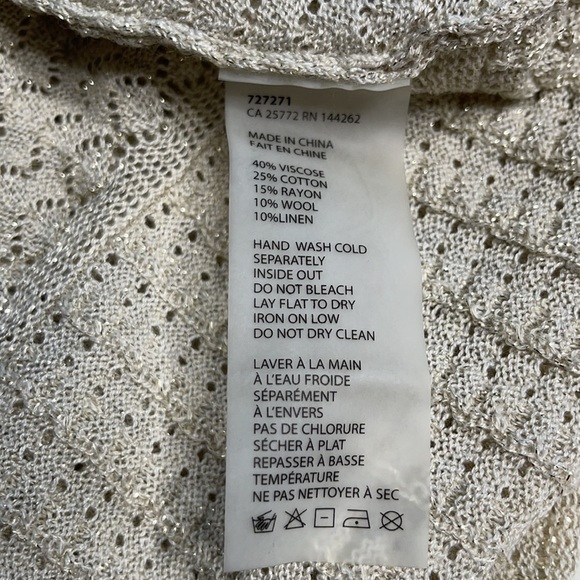 727271
CA 25772 RN 144262
MADE IN CHINA
FAIT EN CHINE
40% VISCOSE
25% COTTON
15% RAYON
10% WOOL
10%LINEN
HAND WASH COLD
SEPARATELY
INSIDE OUT
DO NOT BLEACH
LAY FLAT TO DRY
IRON ON LOW
DO NOT DRY CLEAN
LAVER À LA MAIN
À L'EAU FROIDE
SÉPARÉMENT
À L'ENVERS
PAS DE CHLORURE
SÉCHER À PLAT
REPASSER À BASSE
TEMPÉRATURE
NE PAS NETTOYER À SEC